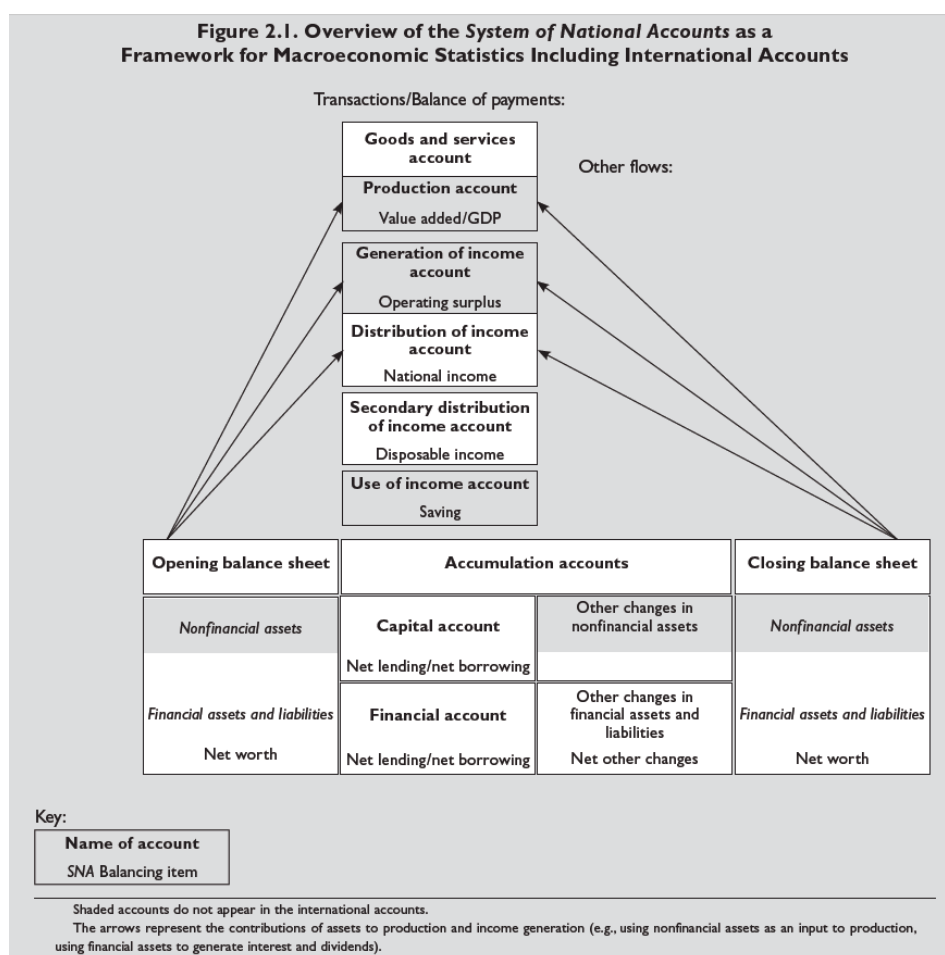 Figure 2.1. Overview of the System of National Accounts as a
Framework for Macroeconomic Statistics Including International Accounts
Transactions/Balance of payments:
Goods and services
account
Other flows:
Production account
Value added/GDP
Generation of income
account
Operating surplus
Distribution of income
account
National income
Secondary distribution
of income account
Disposable income
Use of income account
Saving
Opening balance sheet
Accumulation accounts
Closing balance sheet
Nonfinancial assets
Capital account
Net lending/net borrowing
Other changes in
nonfinancial assets
Nonfinancial assets
Financial assets and liabilities
Net worth
Financial account
Net lending/net borrowing
Other changes in
financial assets and
liabilities
Net other changes
Financial assets and liabilities
Net worth
Key:
Name of account
SNA Balancing item
Shaded accounts do not appear in the international accounts.
The arrows represent the contributions of assets to production and income generation (e.g., using nonfinancial assets as an input to production,
using financial assets to generate interest and dividends).